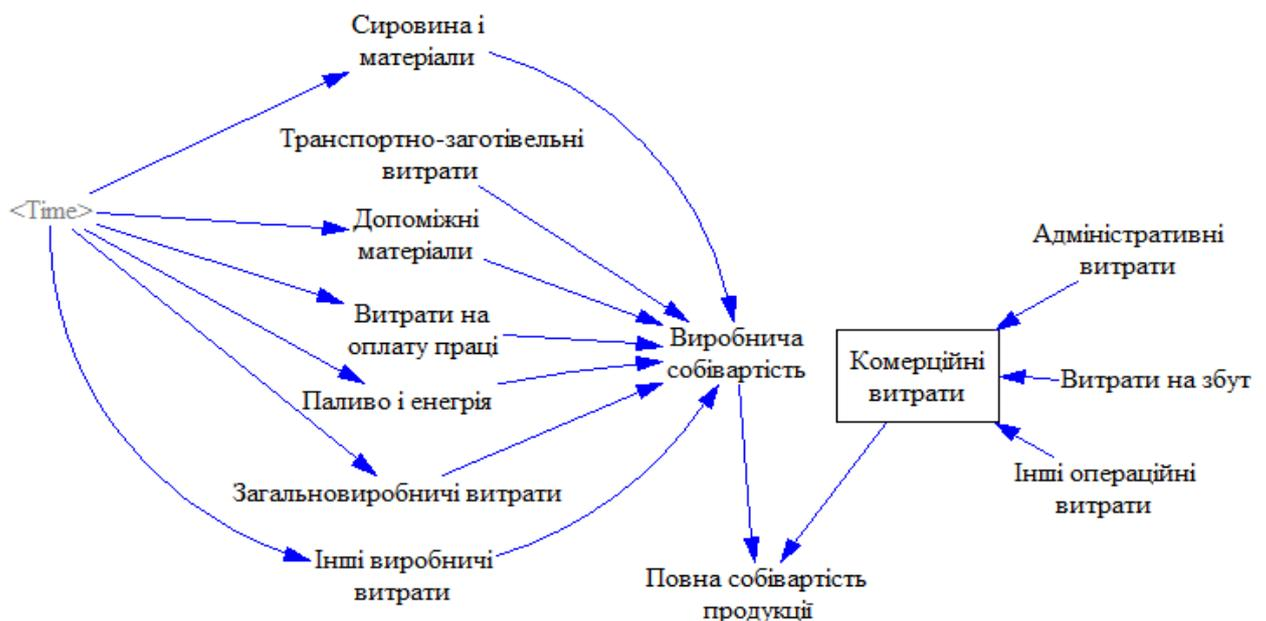 Сировина і
матеріали
Транспортно-заготівельні
витрати
<Time>
Допоміжні
матеріали
Витрати на
оплату праці
Паливо і енергія
Загальновиробничі витрати
Інші виробничі
витрати
Виробнича
собівартість
Повна собівартість
продукції
Комерційні
витрати
Адміністративні
витрати
Витрати на збут
Інші операційні
витрати